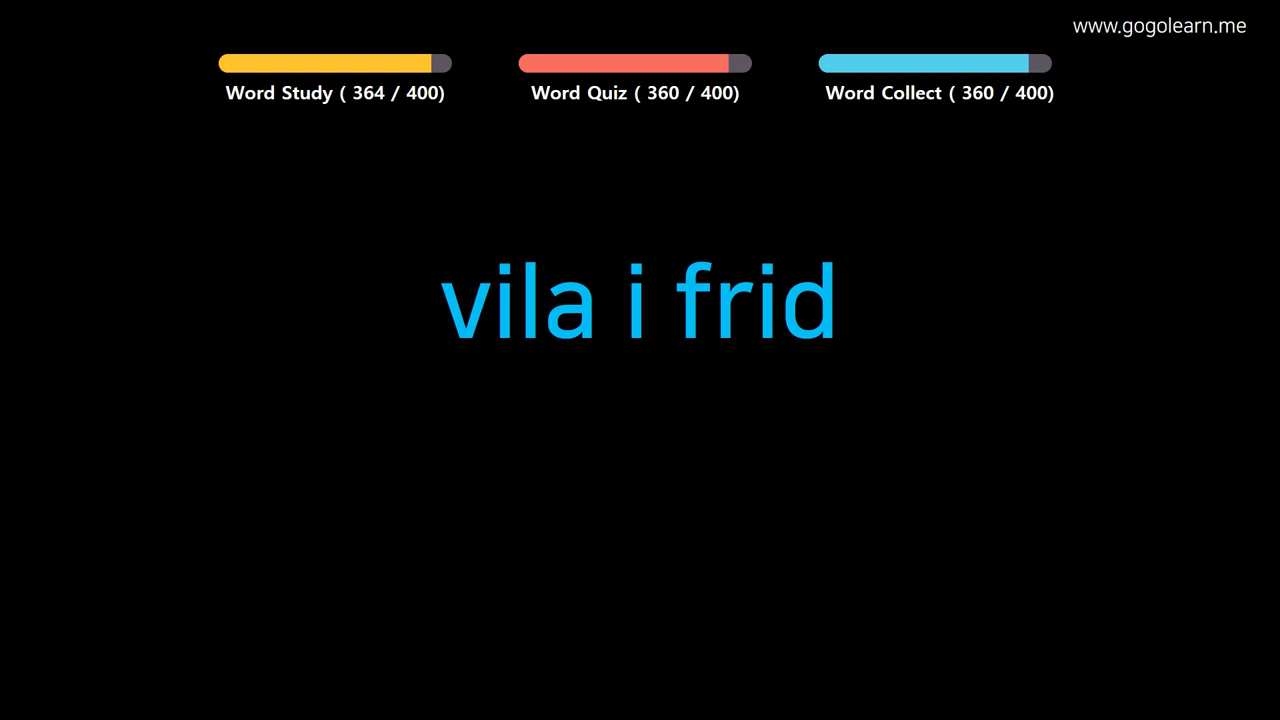 www.gogolearn.me
Word Study ( 364 / 400)
Word Quiz ( 360 / 400)
Word Collect ( 360 / 400)
vila i frid